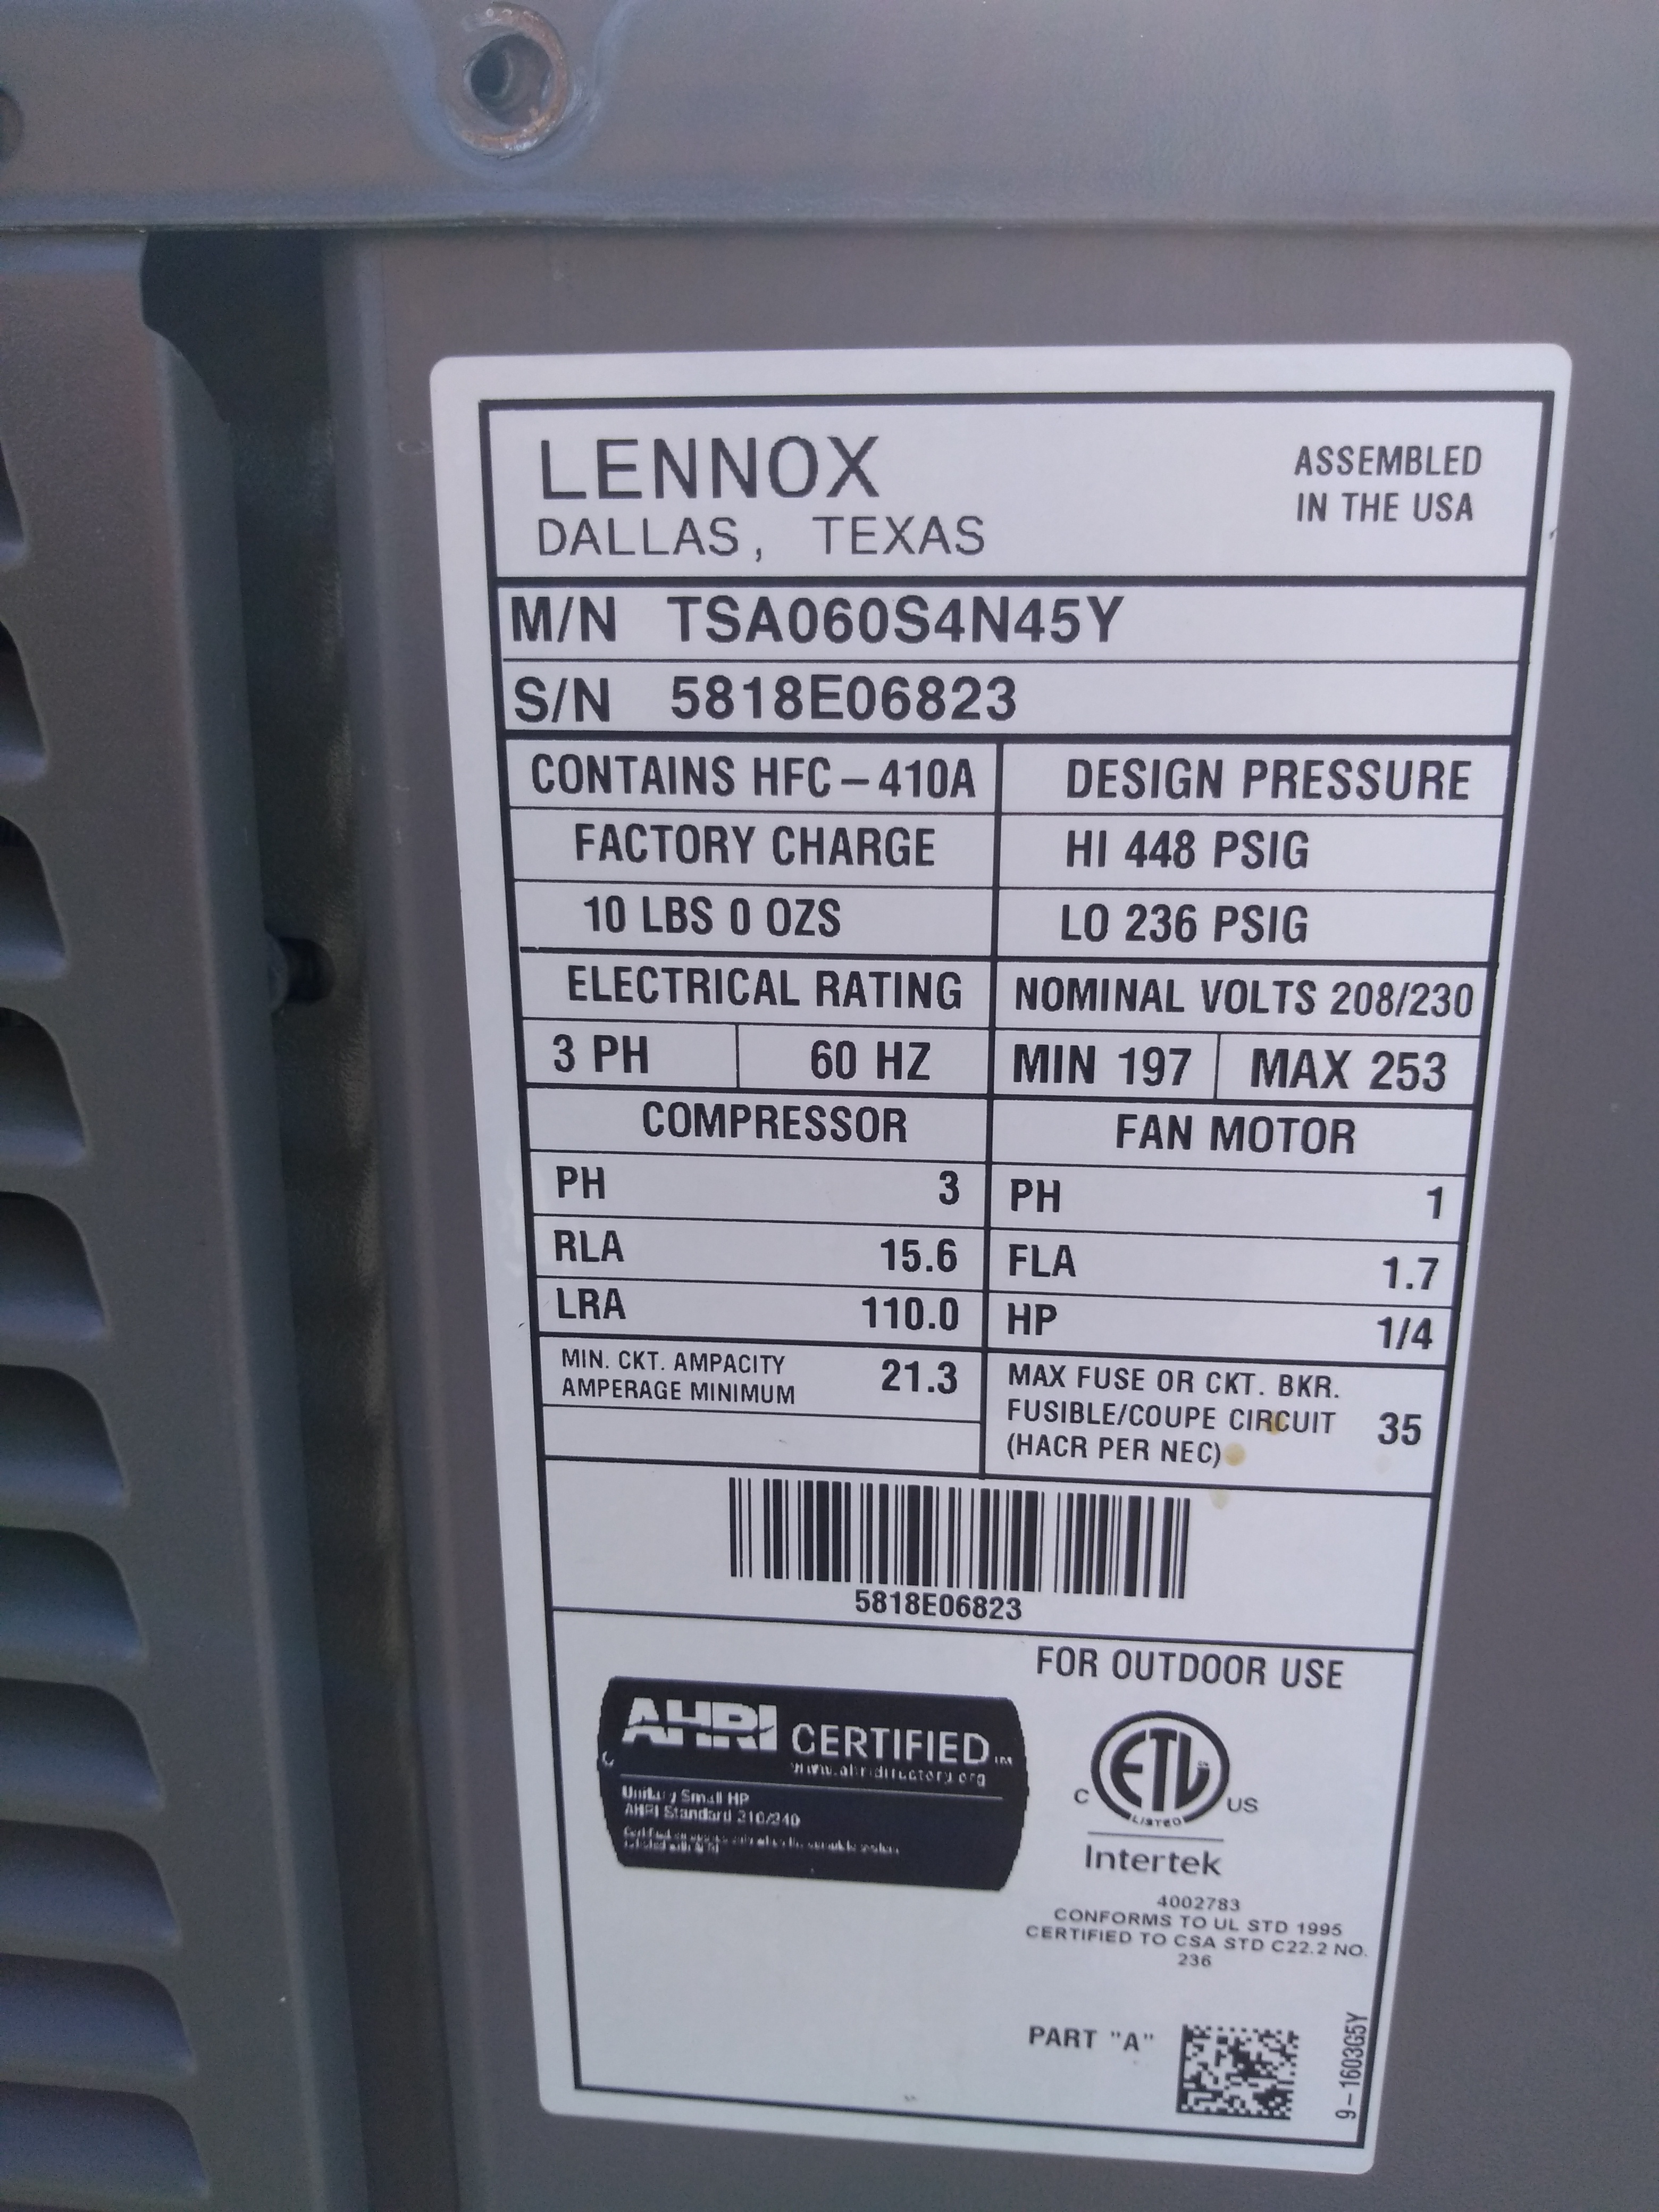 LENNOX
DALLAS, TEXAS
ASSEMBLED
IN THE USA
M/N TSA060S4N45Y
S/N 5818E06823
CONTAINS HFC-410A
DESIGN PRESSURE
FACTORY CHARGE
HI 448 PSIG
10 LBS 0 OZS
LO 236 PSIG
ELECTRICAL RATING
NOMINAL VOLTS 208/230
3 PH 60 HZ
MIN 197 MAX 253
COMPRESSOR
FAN MOTOR
PH 3
PH 1
RLA 15.6
FLA 1.7
LRA 110.0
HP 1/4
MIN. CKT. AMPACITY
AMPERAGE MINIMUM
21.3
MAX FUSE OR CKT. BKR.
FUSIBLE/COUPE CIRCUIT
(HACR PER NEC)
35
5818E06823
FOR OUTDOOR USE
AHRI CERTIFIED TM
www.ahridirectory.org
Unitary Small HP
AHRI Standard 210/240
C ETL US
LISTED
Intertek
4002783
CONFORMS TO UL STD 1995
CERTIFIED TO CSA STD C22.2 NO.
236
PART "A"
9-1603G5Y